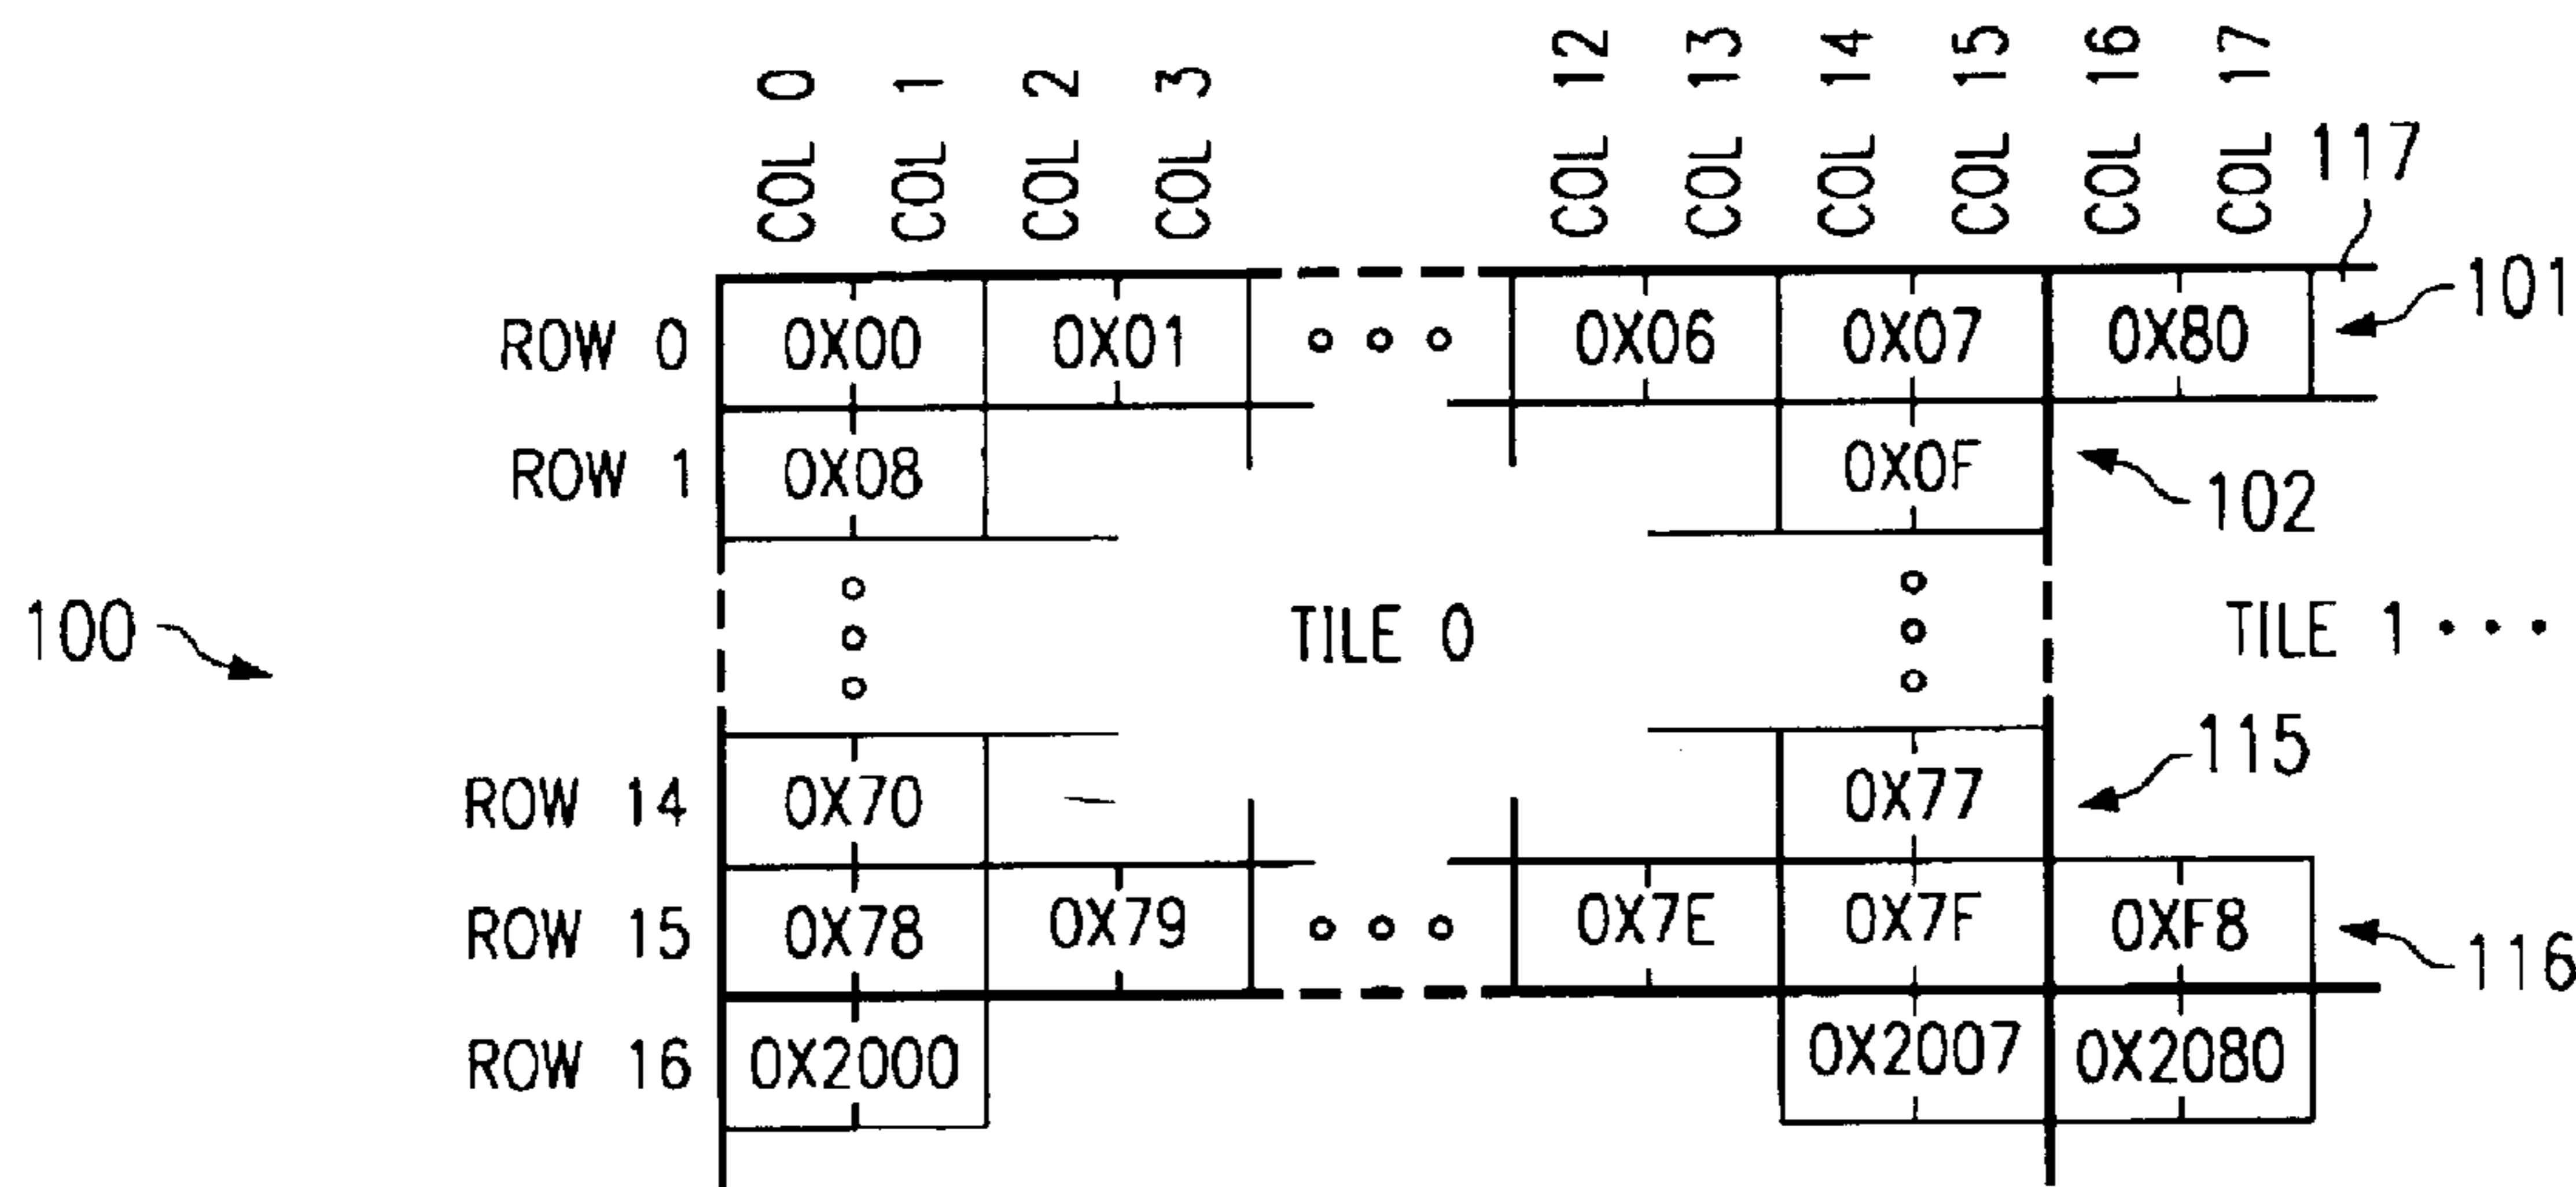 COL 0 COL 1 COL 2 COL 3 COL 12 COL 13 COL 14 COL 15 COL 16 COL 17
117
ROW 0 0X00 0X01 0X06 0X07 0X80 101
ROW 1 0X08 0X0F 102
100 TILE 0 TILE 1 . . .
ROW 14 0X70 0X77 115
ROW 15 0X78 0X79 0X7E 0X7F 0XF8 116
ROW 16 0X2000 0X2007 0X2080